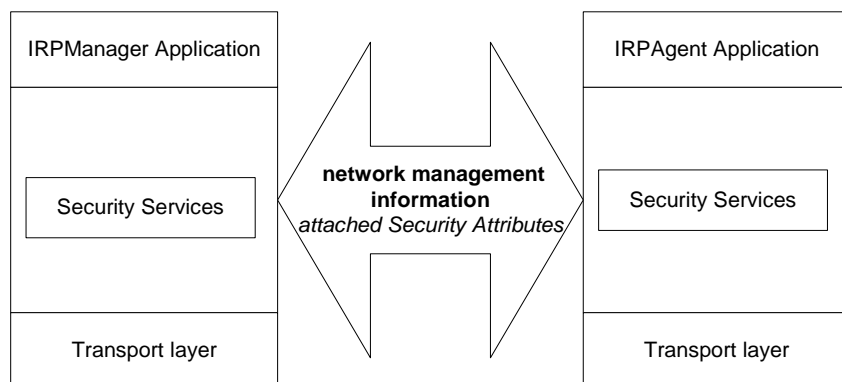 IRPManager Application
Security Services
Transport layer
network management
information
attached Security Attributes
IRPAgent Application
Security Services
Transport layer